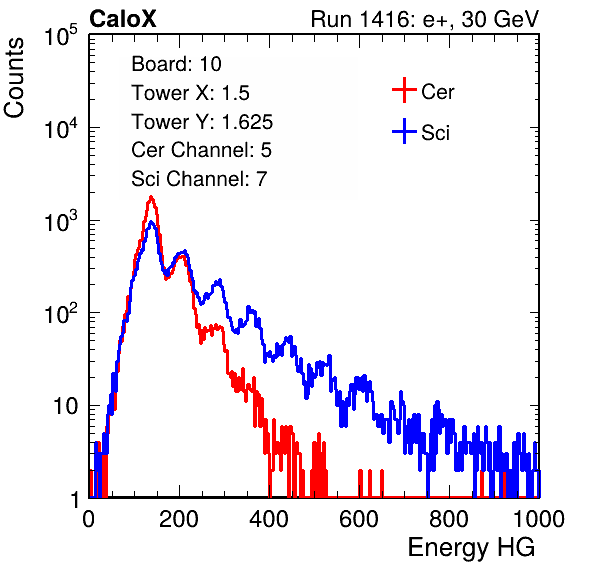 CaloX Run 1416: e+, 30 GeV
Counts
Board: 10
Tower X: 1.5
Tower Y: 1.625
Cer Channel: 5
Sci Channel: 7
Cer
Sci
10^5
10^4
10^3
10^2
10
1
0 200 400 600 800 1000
Energy HG